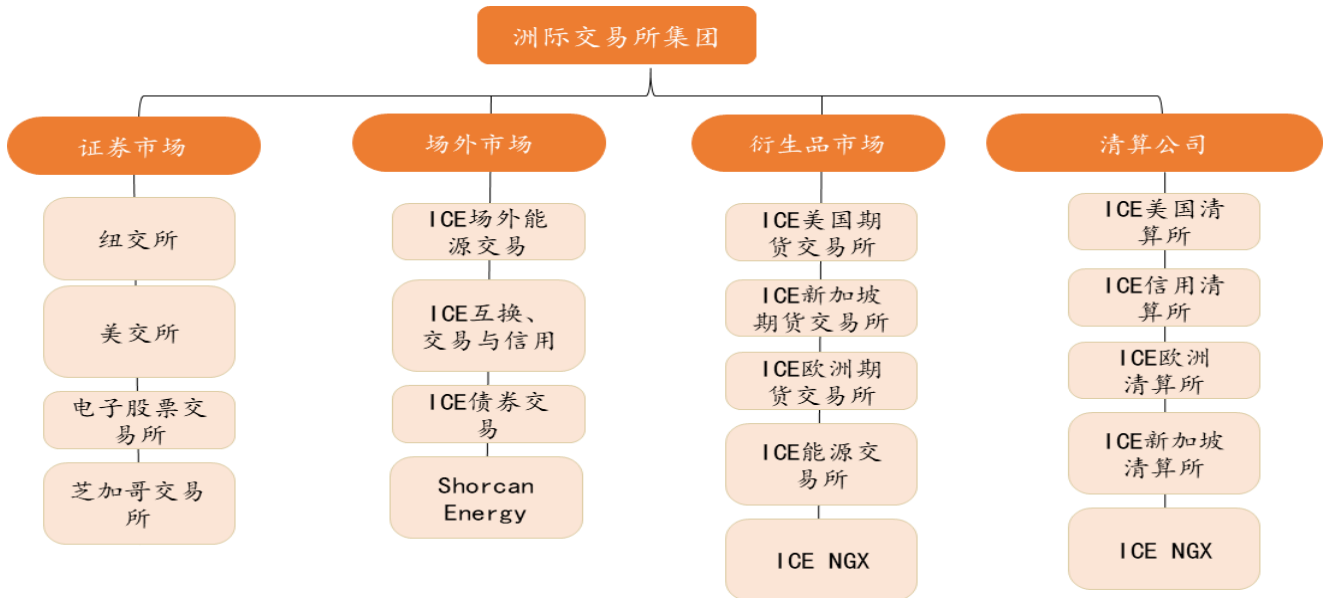 洲际交易所集团
证券市场
纽交所
美交所
电子股票交
易所
芝加哥交易
所
场外市场
ICE场外能
源交易
ICE互换、
交易与信用
ICE债券交
易
Shorcan
Energy
衍生品市场
ICE美国期
货交易所
ICE新加坡
期货交易所
ICE欧洲期
货交易所
ICE能源交
易所
ICE NGX
清算公司
ICE美国清
算所
ICE信用清
算所
ICE欧洲
清算所
ICE新加坡
清算所
ICE NGX